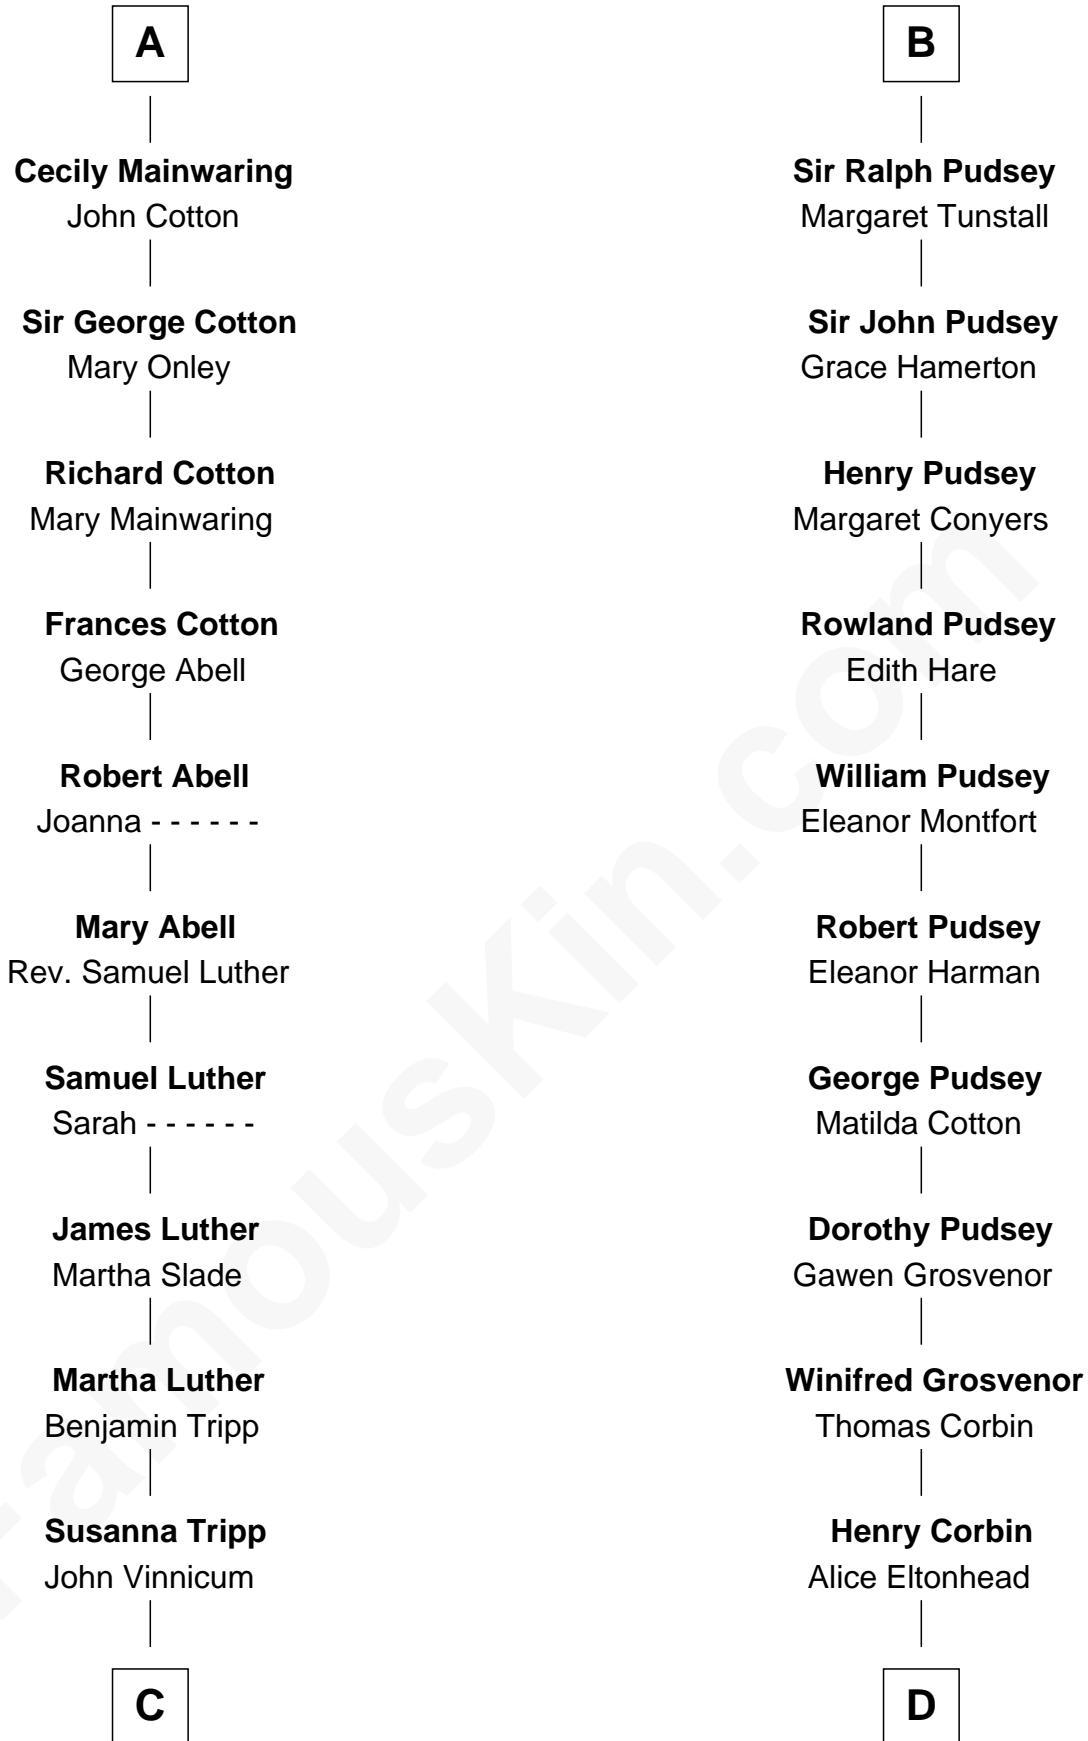 A
Cecily Mainwaring
John Cotton
Sir George Cotton
Mary Onley
Richard Cotton
Mary Mainwaring
Frances Cotton
George Abell
Robert Abell
Joanna - - - - - -
Mary Abell
Rev. Samuel Luther
Samuel Luther
Sarah - - - - - -
James Luther
Martha Slade
Martha Luther
Benjamin Tripp
Susanna Tripp
John Vinnicum
C
B
Sir Ralph Pudsey
Margaret Tunstall
Sir John Pudsey
Grace Hamerton
Henry Pudsey
Margaret Conyers
Rowland Pudsey
Edith Hare
William Pudsey
Eleanor Montfort
Robert Pudsey
Eleanor Harman
George Pudsey
Matilda Cotton
Dorothy Pudsey
Gawen Grosvenor
Winifred Grosvenor
Thomas Corbin
Henry Corbin
Alice Eltonhead
D
FamousKin.com